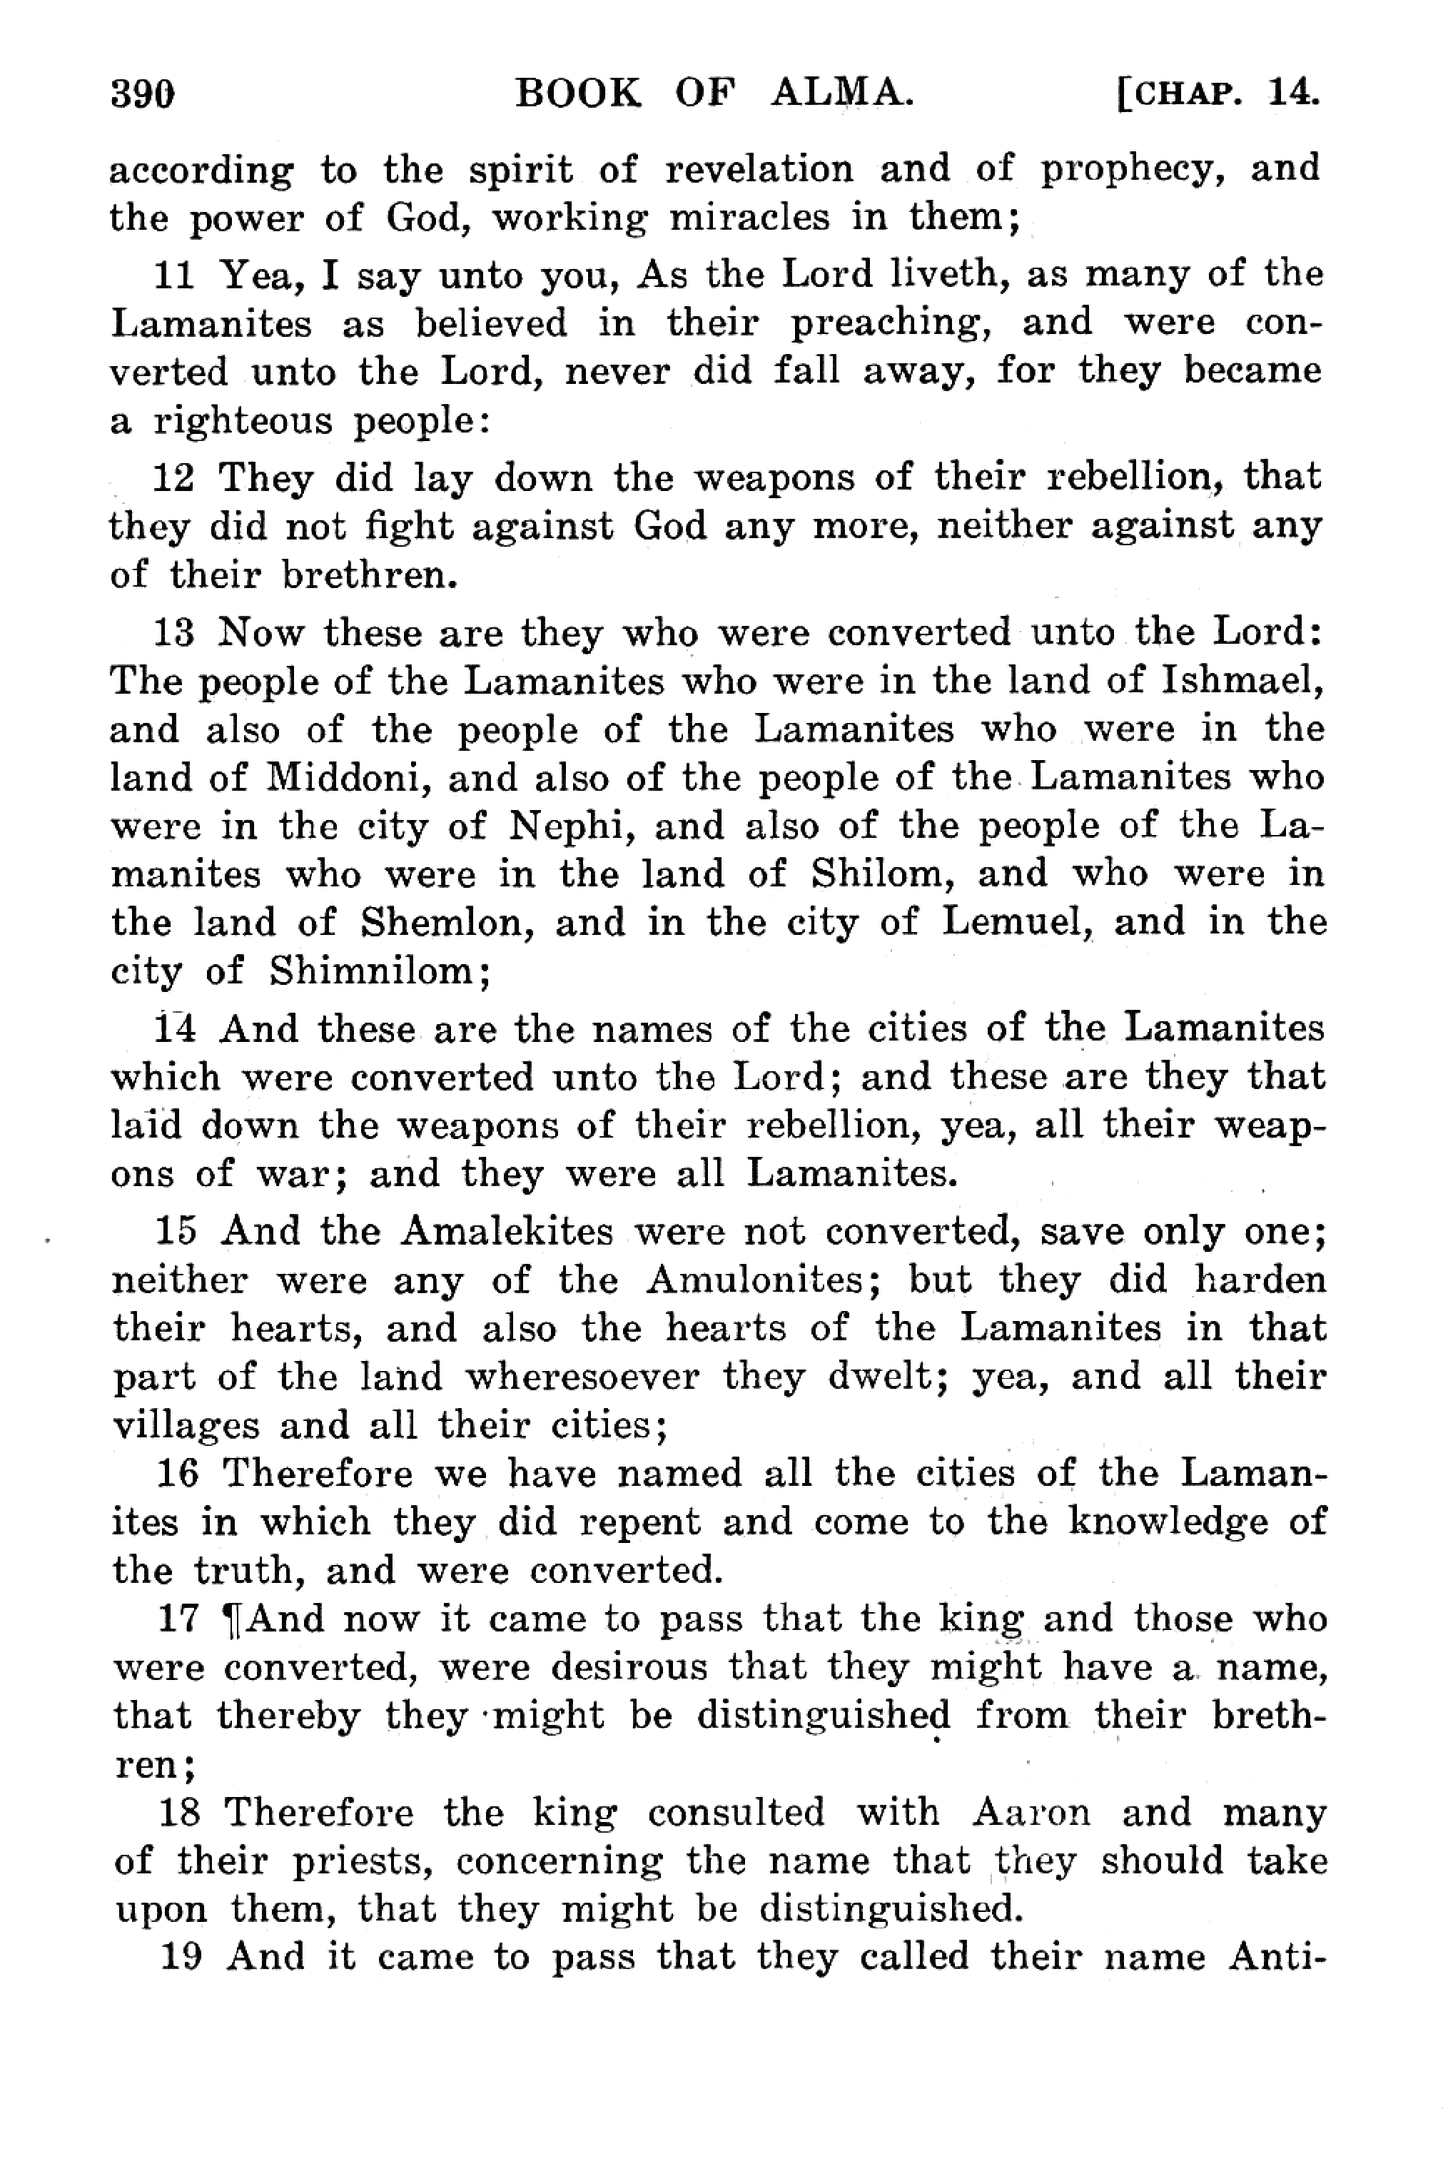 390 BOOK OF ALMA. [CHAP. 14.
according to the spirit of revelation and of prophecy, and
the power of God, working miracles in them;
11 Yea, I say unto you, As the Lord liveth, as many of the
Lamanites as believed in their preaching, and were con-
verted unto the Lord, never did fall away, for they became
a righteous people:
12 They did lay down the weapons of their rebellion, that
they did not fight against God any more, neither against any
of their brethren.
13 Now these are they who were converted unto the Lord:
The people of the Lamanites who were in the land of Ishmael,
and also of the people of the Lamanites who were in the
land of Middoni, and also of the people of the Lamanites who
were in the city of Nephi, and also of the people of the La-
manites who were in the land of Shilom, and who were in
the land of Shemlon, and in the city of Lemuel, and in the
city of Shimnilom;
14 And these are the names of the cities of the Lamanites
which were converted unto the Lord; and these are they that
laid down the weapons of their rebellion, yea, all their weap-
ons of war; and they were all Lamanites.
15 And the Amalekites were not converted, save only one;
neither were any of the Amulonites; but they did harden
their hearts, and also the hearts of the Lamanites in that
part of the land wheresoever they dwelt; yea, and all their
villages and all their cities;
16 Therefore we have named all the cities of the Laman-
ites in which they did repent and come to the knowledge of
the truth, and were converted.
17 ¶And now it came to pass that the king and those who
were converted, were desirous that they might have a name,
that thereby they might be distinguished from their breth-
ren;
18 Therefore the king consulted with Aaron and many
of their priests, concerning the name that they should take
upon them, that they might be distinguished.
19 And it came to pass that they called their name Anti-